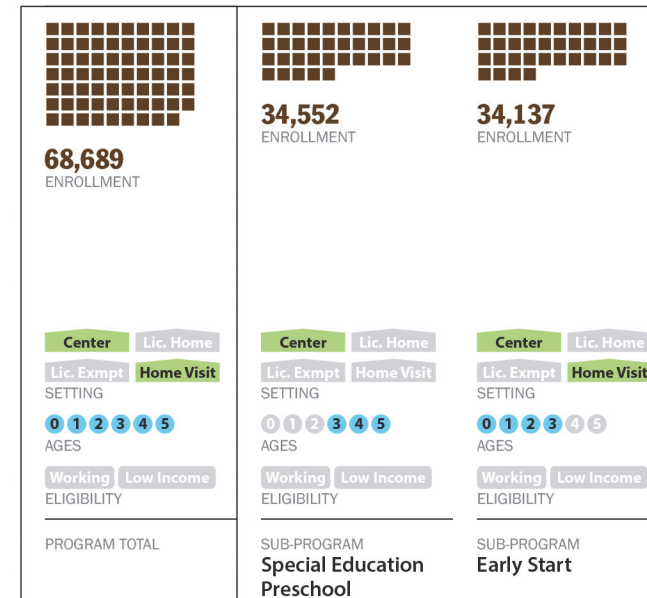 68,689
ENROLLMENT
Center Lic. Home
Lic. Exmpt Home Visit
SETTING
0 1 2 3 4 5
AGES
Working Low Income
ELIGIBILITY
PROGRAM TOTAL
34,552
ENROLLMENT
Center Lic. Home
Lic. Exmpt Home Visit
SETTING
0 1 2 3 4 5
AGES
Working Low Income
ELIGIBILITY
SUB-PROGRAM
Special Education
Preschool
34,137
ENROLLMENT
Center Lic. Home
Lic. Exmpt Home Visit
SETTING
0 1 2 3 4 5
AGES
Working Low Income
ELIGIBILITY
SUB-PROGRAM
Early Start